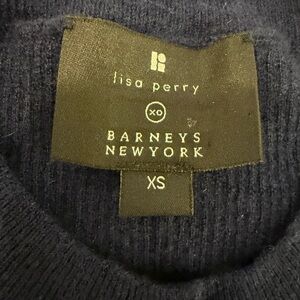 lisa perry
XO
BARNEYS
NEWYORK
XS